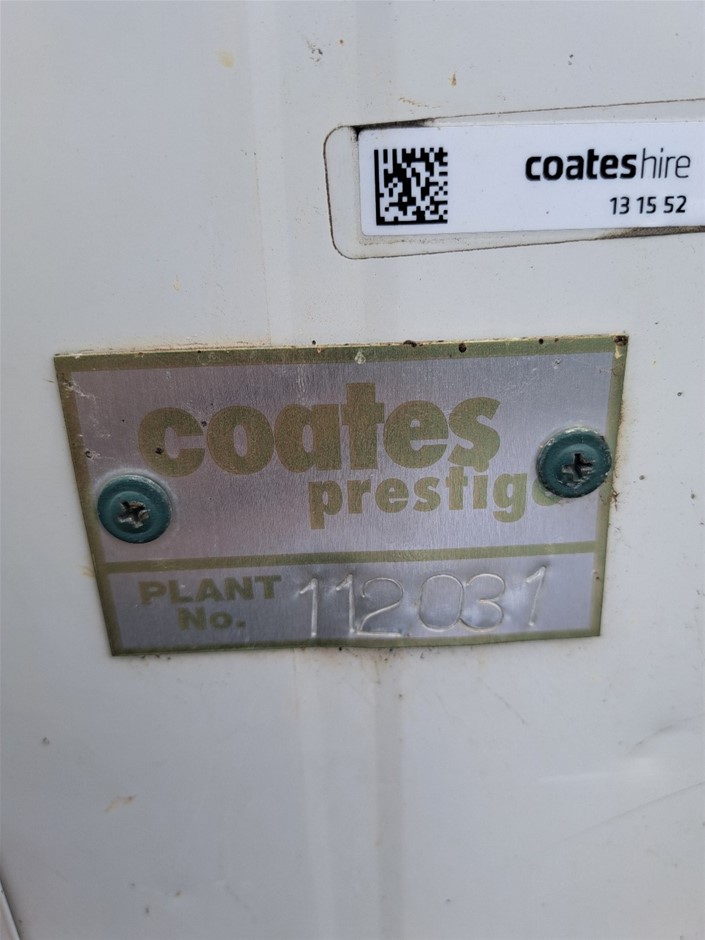 coateshire
13 15 52
coates
prestige
PLANT
No. 112031